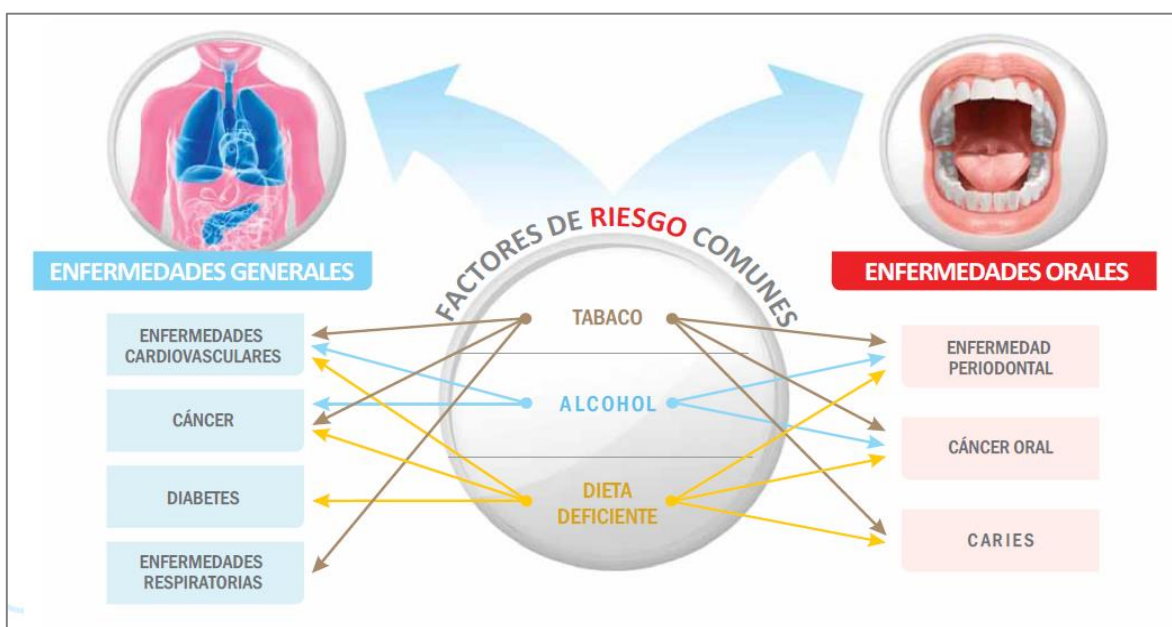 FACTORES DE RIESGO COMUNES
ENFERMEDADES GENERALES
ENFERMEDADES
CARDIOVASCULARES
CÁNCER
DIABETES
ENFERMEDADES
RESPIRATORIAS
TABACO
ALCOHOL
DIETA
DEFICIENTE
ENFERMEDADES ORALES
ENFERMEDAD
PERIODONTAL
CÁNCER ORAL
CARIES